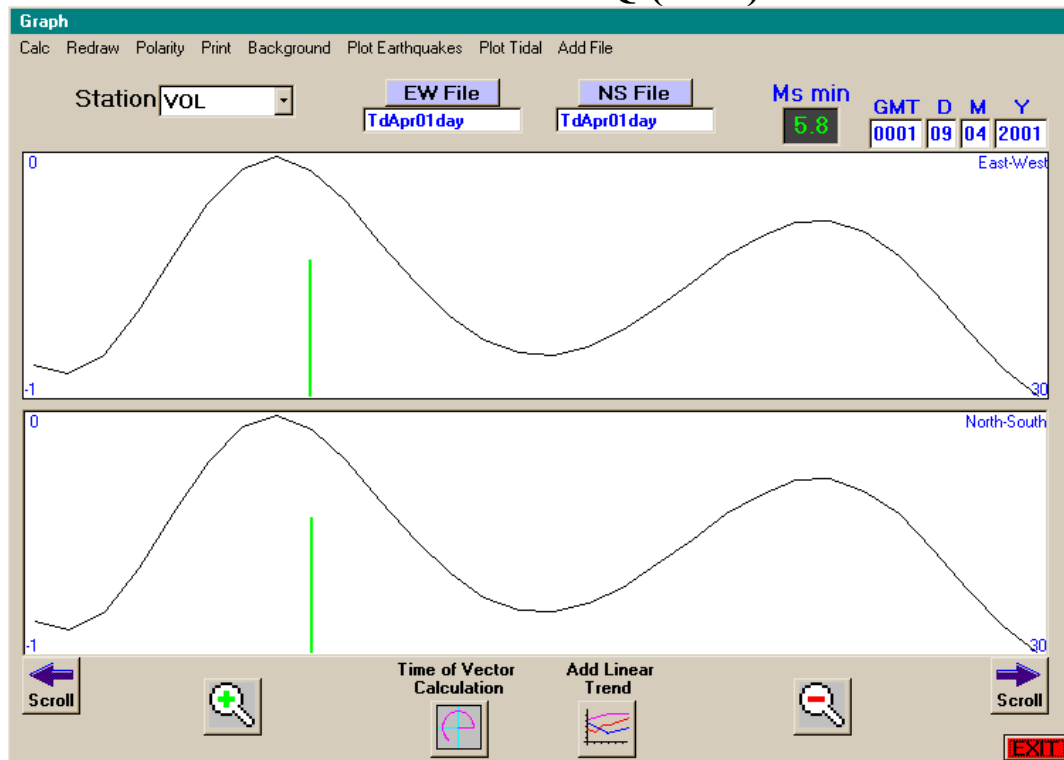 Graph
Calc Redraw Polarity Print Background Plot Earthquakes Plot Tidal Add File
Station VOL EW File NS File Ms min GMT D M Y
TdApr01day TdApr01day 5.8 0001 09 04 2001
0 East-West
-1 30
0 North-South
-1 30
Scroll Time of Vector Calculation Add Linear Trend Scroll
EXIT